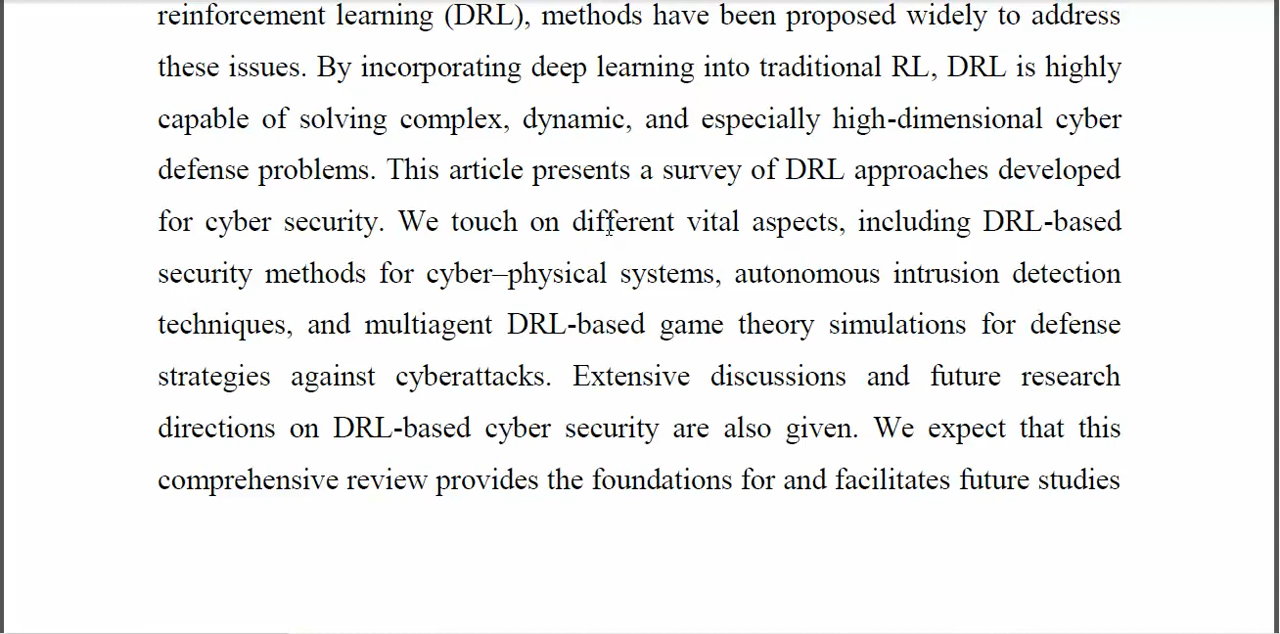 reinforcement learning (DRL), methods have been proposed widely to address
these issues. By incorporating deep learning into traditional RL, DRL is highly
capable of solving complex, dynamic, and especially high-dimensional cyber
defense problems. This article presents a survey of DRL approaches developed
for cyber security. We touch on different vital aspects, including DRL-based
security methods for cyber–physical systems, autonomous intrusion detection
techniques, and multiagent DRL-based game theory simulations for defense
strategies against cyberattacks. Extensive discussions and future research
directions on DRL-based cyber security are also given. We expect that this
comprehensive review provides the foundations for and facilitates future studies